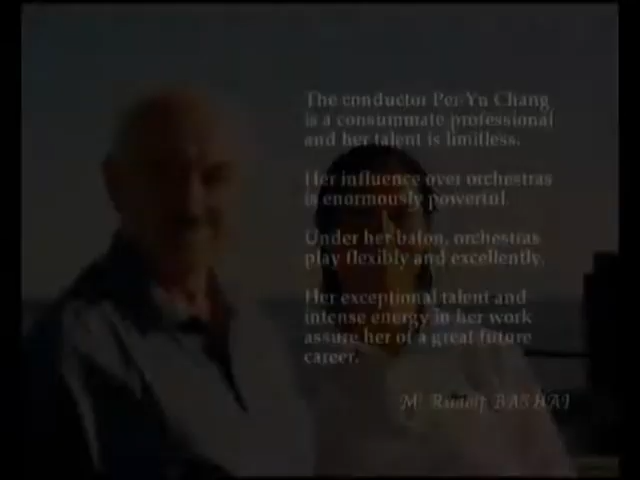 The conductor Pei-Yu Chang
is a consummate professional
and her talent is limitless.
Her influence over orchestras
is enormously powerful.
Under her baton, orchestras
play flexibly and excellently.
Her exceptional talent and
intense energy in her work
assure her of a great future
career.
M. Rudolf BARSHAI